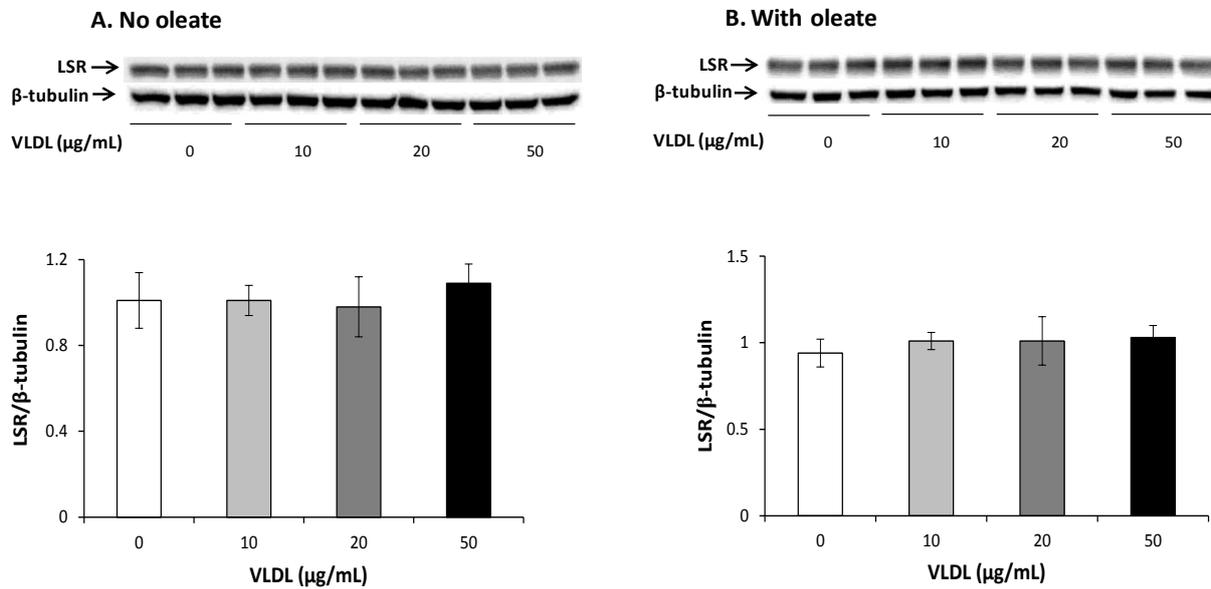 A. No oleate
LSR
β-tubulin
VLDL (µg/mL)
0 10 20 50
1.2
0.8
0.4
0
LSR/β-tubulin
0 10 20 50
VLDL (µg/mL)
B. With oleate
LSR
β-tubulin
VLDL (µg/mL)
0 10 20 50
1.5
1
0.5
0
LSR/β-tubulin
0 10 20 50
VLDL (µg/mL)